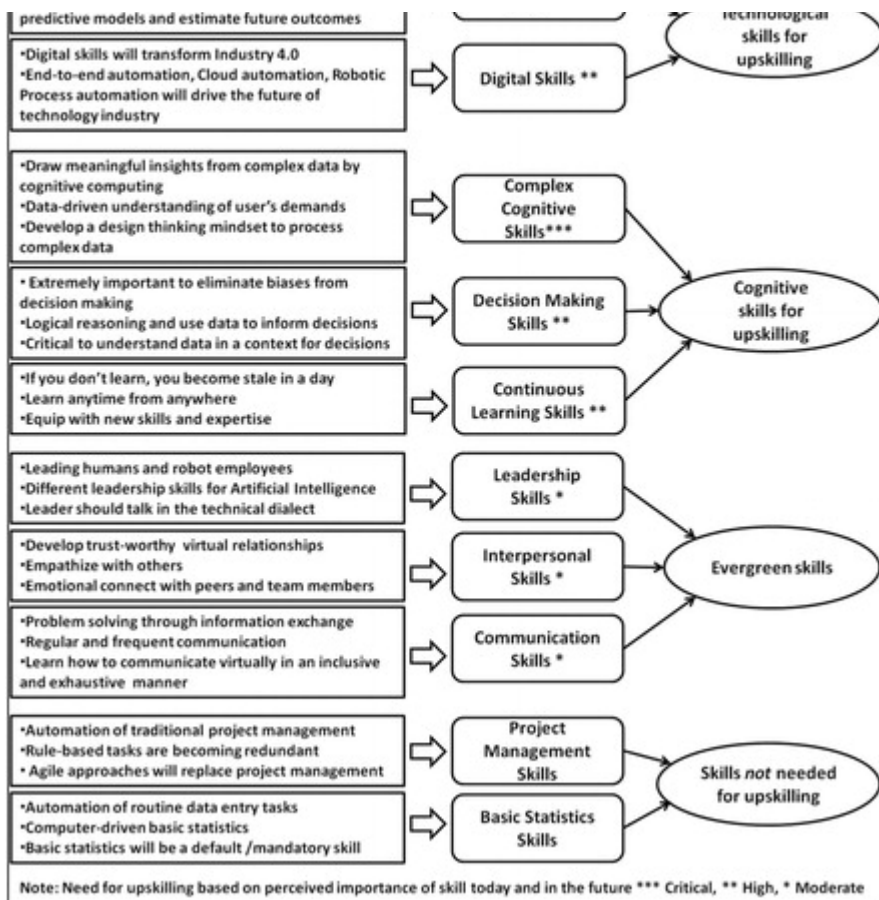 predictive models and estimate future outcomes
Technological
skills for
upskilling
•Digital skills will transform Industry 4.0
•End-to-end automation, Cloud automation, Robotic
Process automation will drive the future of
technology industry
Digital Skills **
•Draw meaningful insights from complex data by
cognitive computing
•Data-driven understanding of user's demands
•Develop a design thinking mindset to process
complex data
Complex
Cognitive
Skills***
• Extremely important to eliminate biases from
decision making
•Logical reasoning and use data to inform decisions
•Critical to understand data in a context for decisions
Decision Making
Skills **
Cognitive
skills for
upskilling
•If you don't learn, you become stale in a day
•Learn anytime from anywhere
•Equip with new skills and expertise
Continuous
Learning Skills **
•Leading humans and robot employees
•Different leadership skills for Artificial Intelligence
•Leader should talk in the technical dialect
Leadership
Skills *
•Develop trust-worthy virtual relationships
•Empathize with others
•Emotional connect with peers and team members
Interpersonal
Skills *
Evergreen skills
•Problem solving through information exchange
•Regular and frequent communication
•Learn how to communicate virtually in an inclusive
and exhaustive manner
Communication
Skills *
•Automation of traditional project management
•Rule-based tasks are becoming redundant
• Agile approaches will replace project management
Project
Management
Skills
Skills not needed
for upskilling
•Automation of routine data entry tasks
•Computer-driven basic statistics
•Basic statistics will be a default /mandatory skill
Basic Statistics
Skills
Note: Need for upskilling based on perceived importance of skill today and in the future *** Critical, ** High, * Moderate